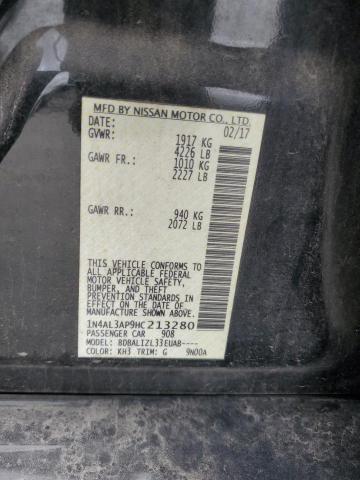 MFD BY NISSAN MOTOR CO., LTD.
DATE: 02/17
GVWR: 1917 KG
4226 LB
GAWR FR.: 1010 KG
2227 LB
GAWR RR.: 940 KG
2072 LB
THIS VEHICLE CONFORMS TO
ALL APPLICABLE FEDERAL
MOTOR VEHICLE SAFETY,
BUMPER, AND THEFT
PREVENTION STANDARDS
IN EFFECT ON THE DATE OF
MANUFACTURE SHOWN ABOVE.
1N4AL3AP9HC213280
PASSENGER CAR 908
MODEL: BDBALIZL33EUAB----
COLOR: KH3 TRIM: G 9N00A